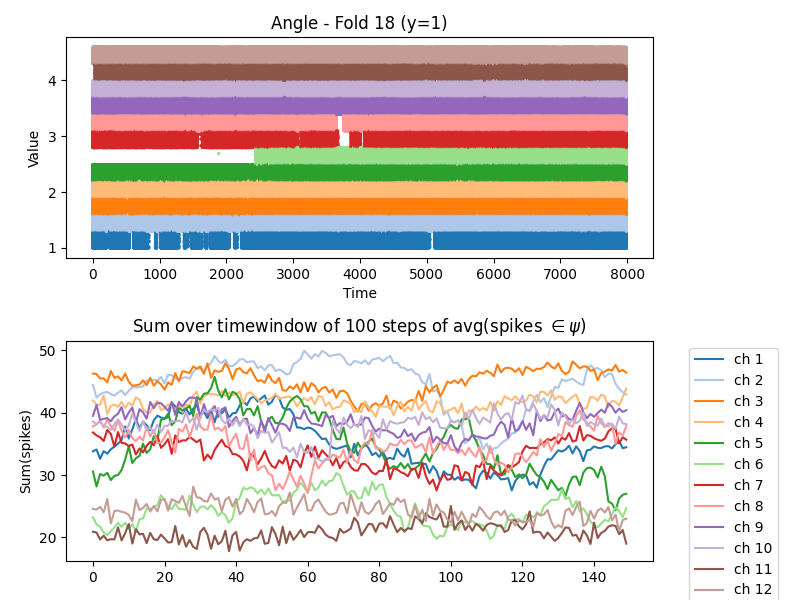 Angle - Fold 18 (y=1)
4
3
2
1
Value
0 1000 2000 3000 4000 5000 6000 7000 8000
Time
Sum over timewindow of 100 steps of avg(spikes ∈ ψ)
50
40
30
20
Sum(spikes)
0 20 40 60 80 100 120 140
ch 1
ch 2
ch 3
ch 4
ch 5
ch 6
ch 7
ch 8
ch 9
ch 10
ch 11
ch 12